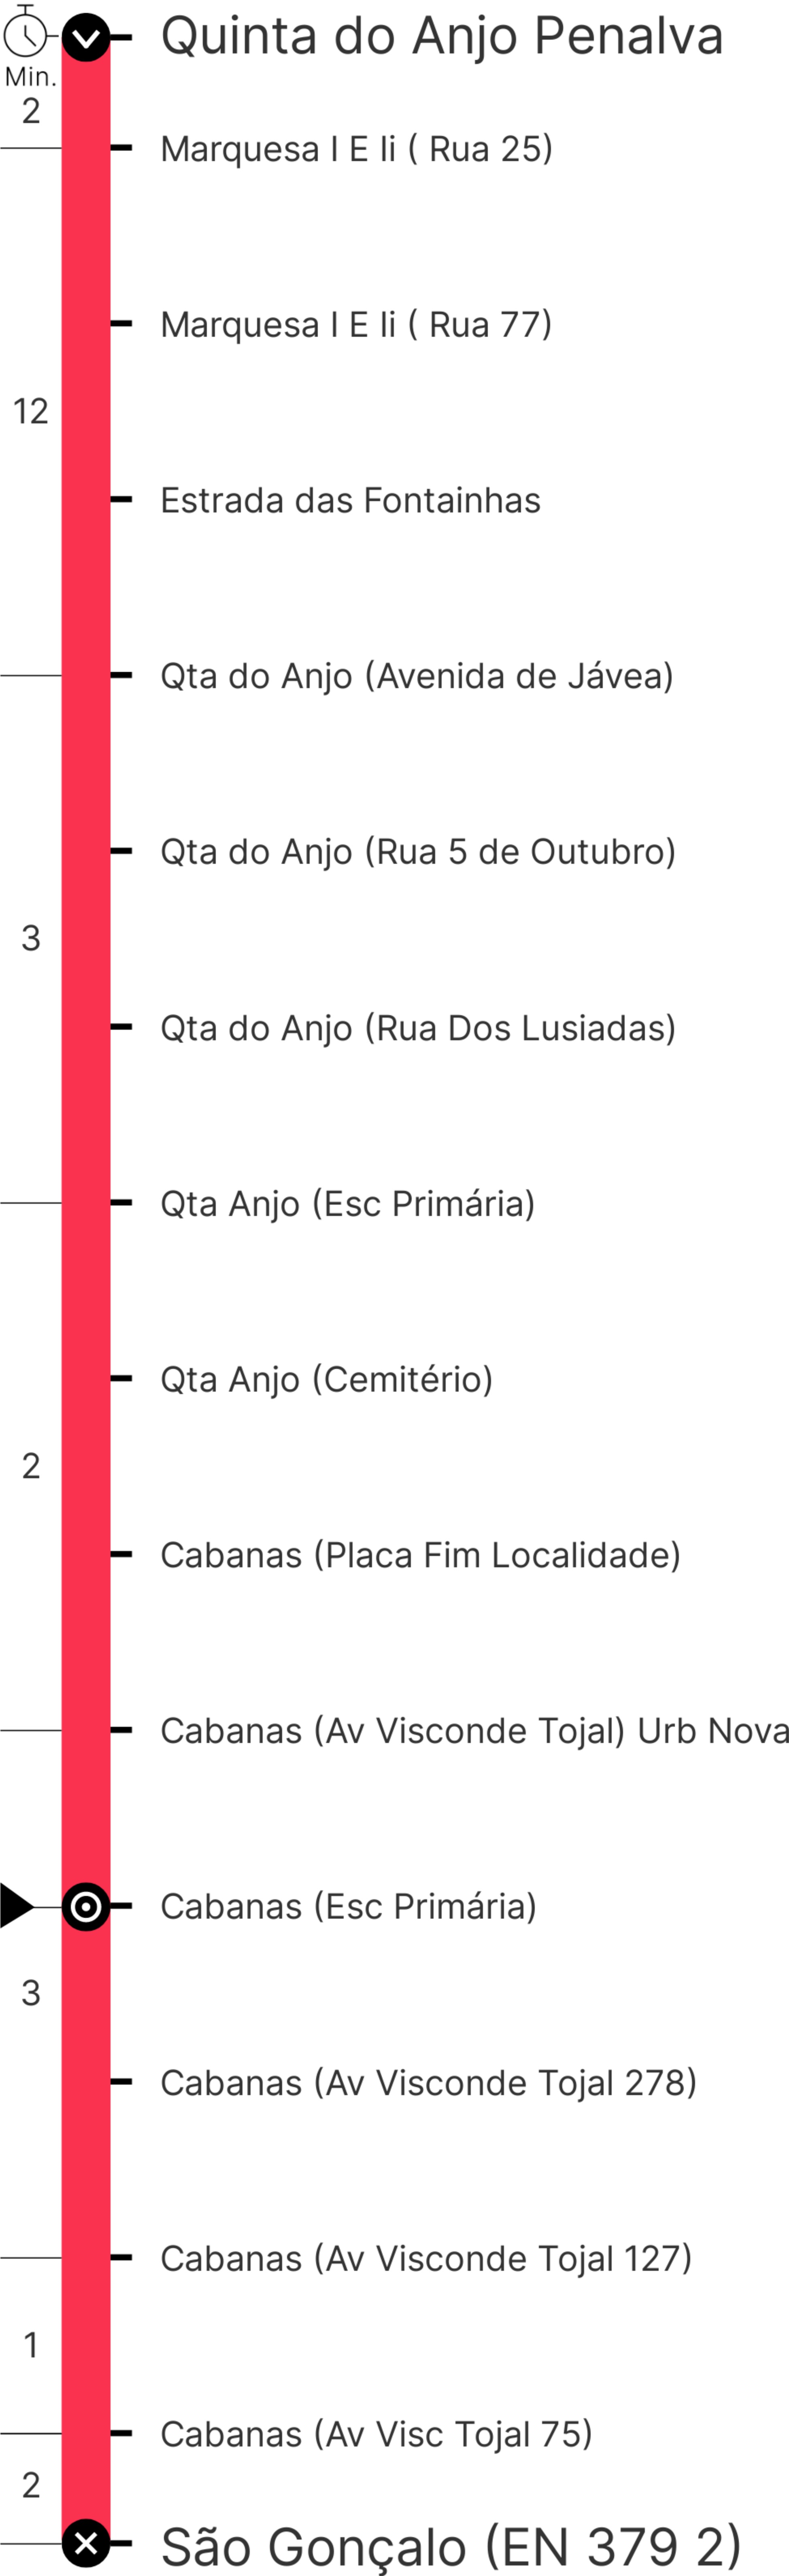 Quinta do Anjo Penalva
Min.
2
Marquesa I E Ii ( Rua 25)
Marquesa I E Ii ( Rua 77)
12
Estrada das Fontainhas
Qta do Anjo (Avenida de Jávea)
Qta do Anjo (Rua 5 de Outubro)
3
Qta do Anjo (Rua Dos Lusiadas)
Qta Anjo (Esc Primária)
Qta Anjo (Cemitério)
2
Cabanas (Placa Fim Localidade)
Cabanas (Av Visconde Tojal) Urb Nova
Cabanas (Esc Primária)
3
Cabanas (Av Visconde Tojal 278)
Cabanas (Av Visconde Tojal 127)
1
Cabanas (Av Visc Tojal 75)
2
São Gonçalo (EN 379 2)